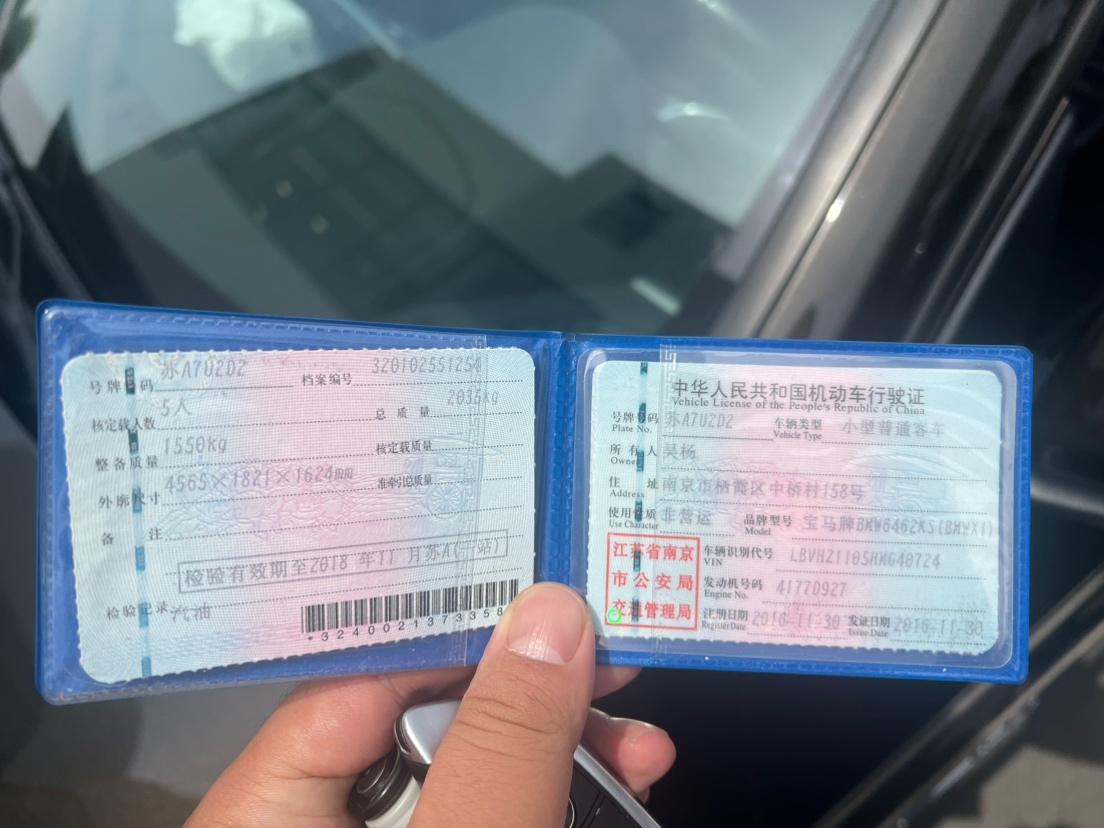 号牌号码 苏A7U2D2 档案编号 320102551254
核定载人数 5人 总质量 2035kg
整备质量 1550kg 核定载质量
外廓尺寸 4565×1821×1624mm 准牵引总质量
备注
检验有效期至2018 年11 月苏A(一站)
检验记录 汽油
*3240021373358
中华人民共和国机动车行驶证
Vehicle License of the People's Republic of China
号牌号码 苏A7U2D2 车辆类型 小型普通客车
Plate No. Vehicle Type
所有人 吴杨
Owner
住址 南京市栖霞区中桥村158号
Address
使用性质 非营运 品牌型号 宝马牌BMW6462KS(BMWX1)
Use Character Model
江苏省南京
市公安局
交通管理局
车辆识别代号 LBVHZ1105HMG40724
VIN
发动机号码 4177D927
Engine No.
注册日期 2016-11-30 发证日期 2016-11-30
Register Date Issue Date